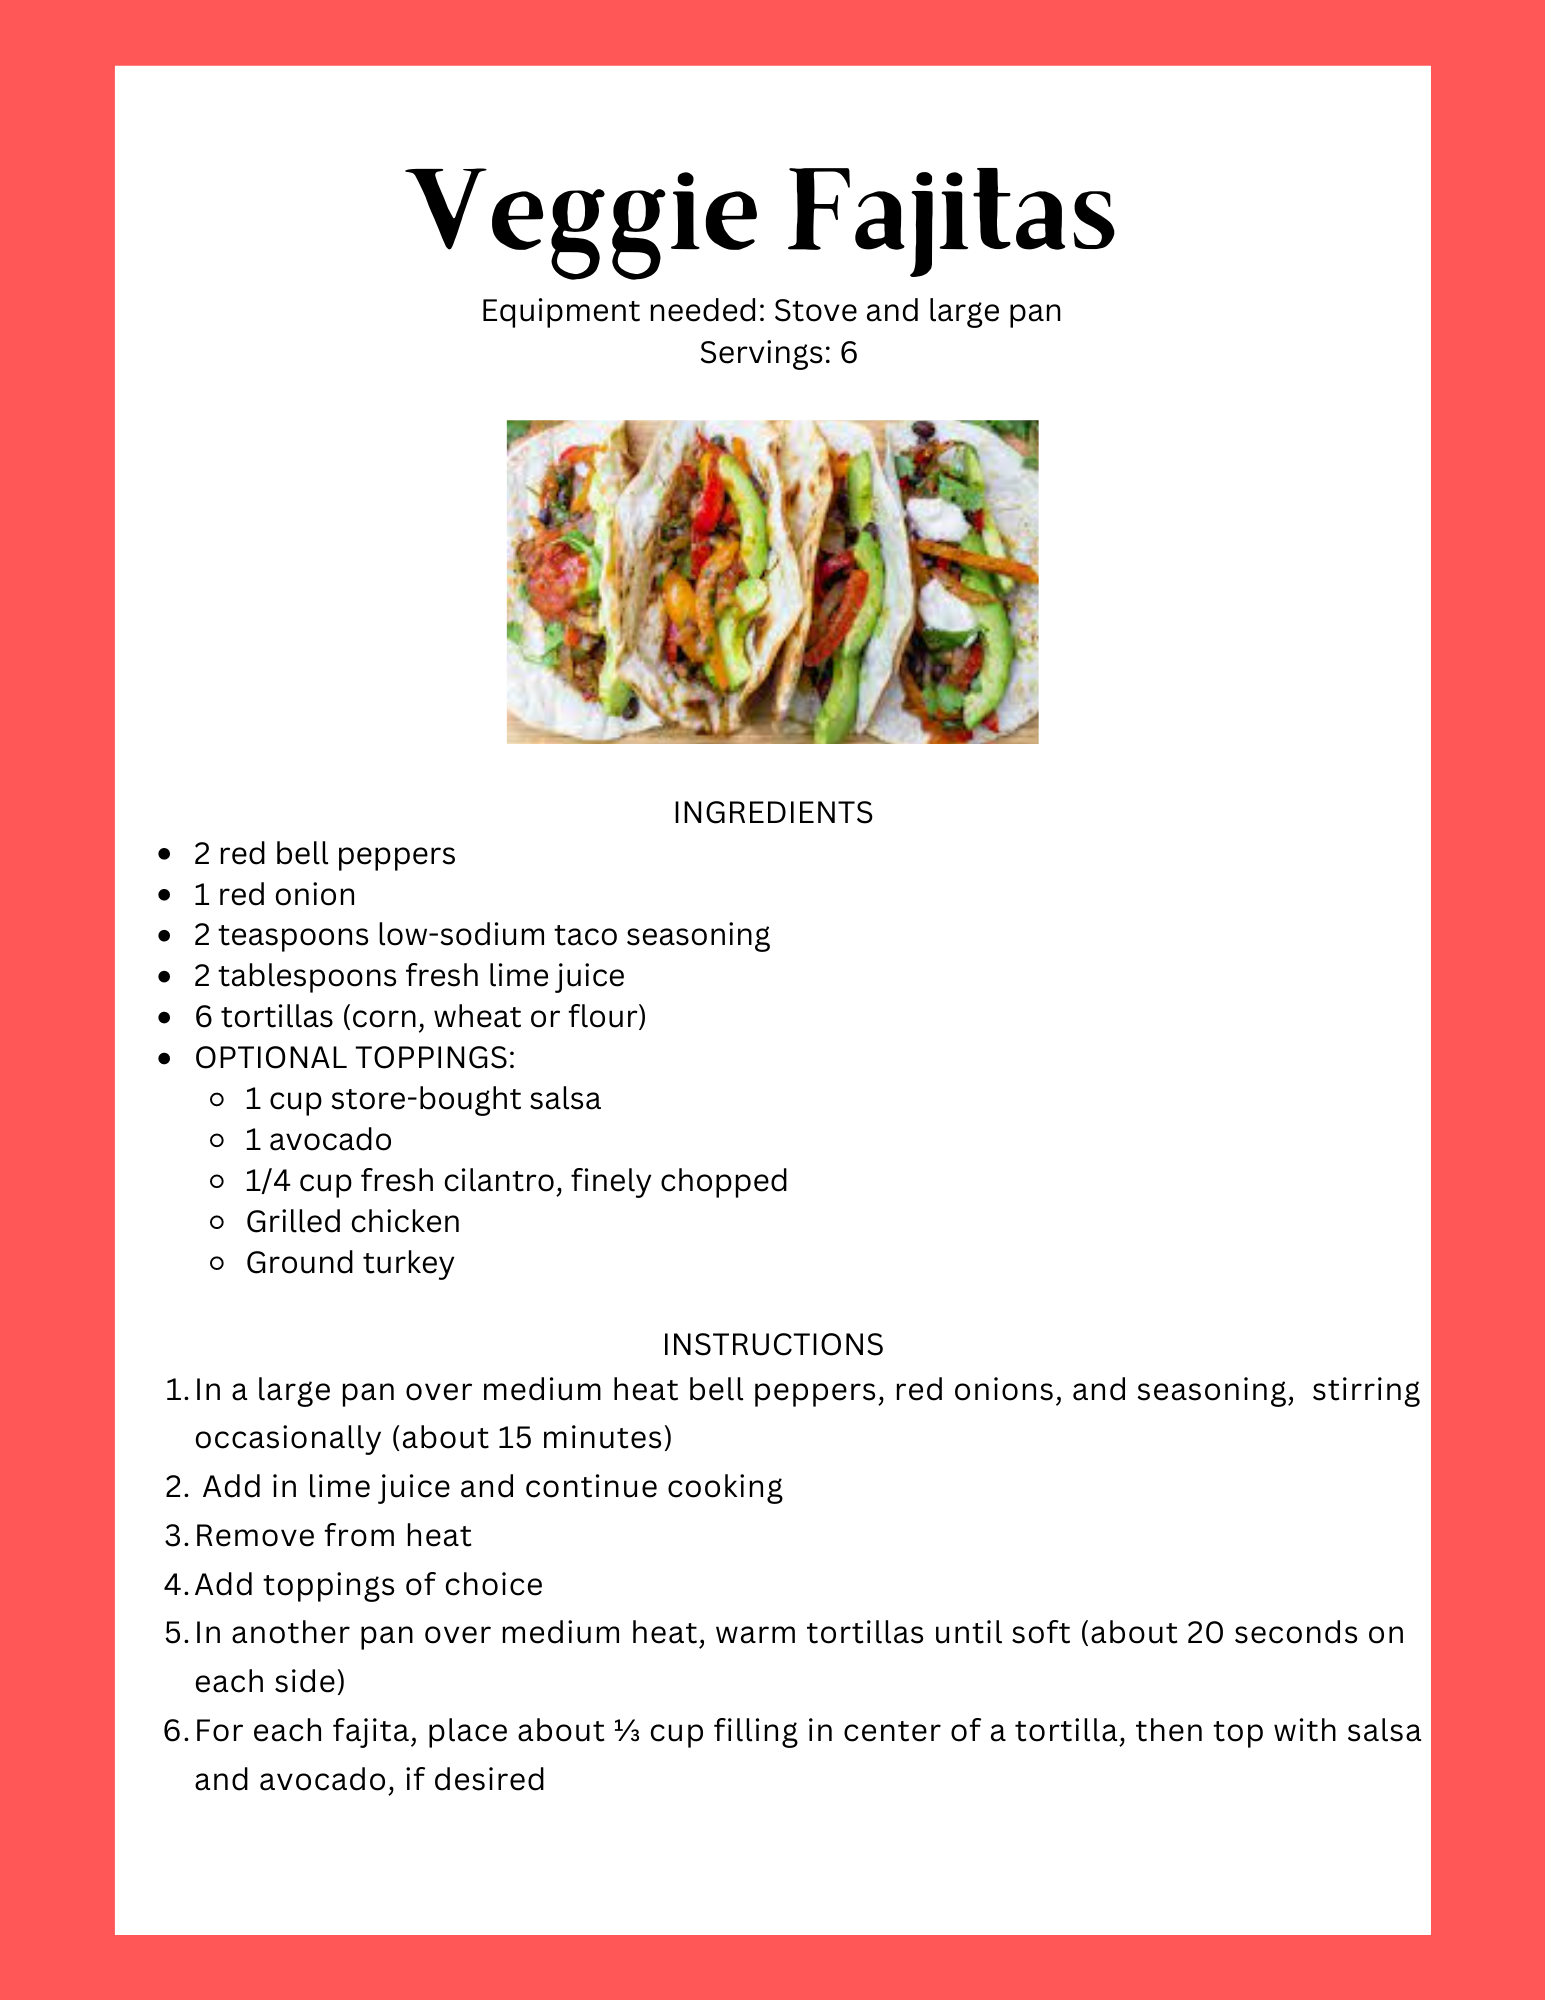 Veggie Fajitas
Equipment needed: Stove and large pan
Servings: 6
INGREDIENTS
• 2 red bell peppers
• 1 red onion
• 2 teaspoons low-sodium taco seasoning
• 2 tablespoons fresh lime juice
• 6 tortillas (corn, wheat or flour)
• OPTIONAL TOPPINGS:
◦ 1 cup store-bought salsa
◦ 1 avocado
◦ 1/4 cup fresh cilantro, finely chopped
◦ Grilled chicken
◦ Ground turkey
INSTRUCTIONS
1. In a large pan over medium heat bell peppers, red onions, and seasoning, stirring
occasionally (about 15 minutes)
2. Add in lime juice and continue cooking
3. Remove from heat
4. Add toppings of choice
5. In another pan over medium heat, warm tortillas until soft (about 20 seconds on
each side)
6. For each fajita, place about ⅓ cup filling in center of a tortilla, then top with salsa
and avocado, if desired